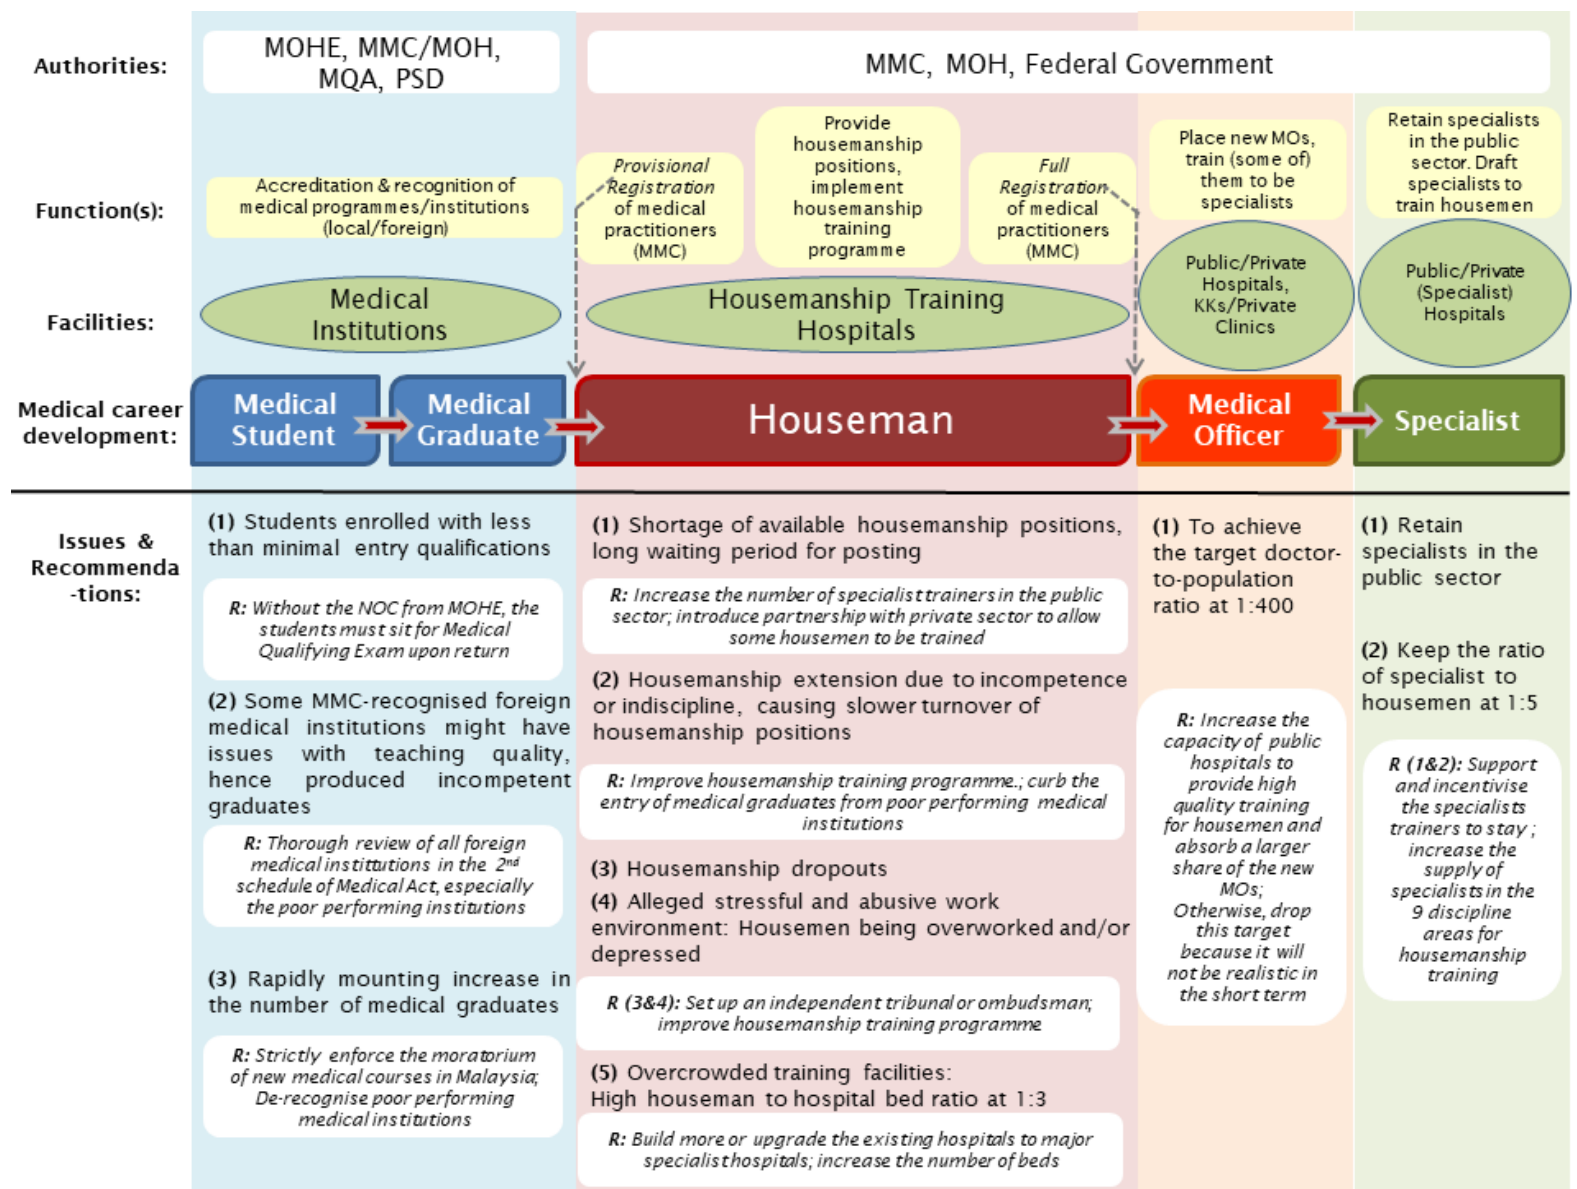 Authorities:
MOHE, MMC/MOH,
MQA, PSD
MMC, MOH, Federal Government
Function(s):
Accreditation & recognition of
medical programmes/institutions
(local/foreign)
Provisional
Registration
of medical
practitioners
(MMC)
Provide
housemanship
positions,
implement
housemanship
training
programme
Full
Registration
of medical
practitioners
(MMC)
Place new MOs,
train (some of)
them to be
specialists
Retain specialists
in the public
sector. Draft
specialists to
train housemen
Facilities:
Medical
Institutions
Housemanship Training
Hospitals
Public/Private
Hospitals,
KKs/Private
Clinics
Public/Private
(Specialist)
Hospitals
Medical career
development:
Medical
Student
Medical
Graduate
Houseman
Medical
Officer
Specialist
Issues &
Recommenda
-tions:
(1) Students enrolled with less
than minimal entry qualifications
R: Without the NOC from MOHE, the
students must sit for Medical
Qualifying Exam upon return
(2) Some MMC-recognised foreign
medical institutions might have
issues with teaching quality,
hence produced incompetent
graduates
R: Thorough review of all foreign
medical instittutions in the 2nd
schedule of Medical Act, especially
the poor performing institutions
(3) Rapidly mounting increase in
the number of medical graduates
R: Strictly enforce the moratorium
of new medical courses in Malaysia;
De-recognise poor performing
medical institutions
(1) Shortage of available housemanship positions,
long waiting period for posting
R: Increase the number of specialist trainers in the public
sector; introduce partnership with private sector to allow
some housemen to be trained
(2) Housemanship extension due to incompetence
or indiscipline, causing slower turnover of
housemanship positions
R: Improve housemanship training programme.; curb the
entry of medical graduates from poor performing medical
institutions
(3) Housemanship dropouts
(4) Alleged stressful and abusive work
environment: Housemen being overworked and/or
depressed
R (3&4): Set up an independent tribunal or ombudsman;
improve housemanship training programme
(5) Overcrowded training facilities:
High houseman to hospital bed ratio at 1:3
R: Build more or upgrade the existing hospitals to major
specialist hospitals; increase the number of beds
(1) To achieve
the target doctor-
to-population
ratio at 1:400
R: Increase the
capacity of public
hospitals to
provide high
quality training
for housemen and
absorb a larger
share of the new
MOs;
Otherwise, drop
this target
because it will
not be realistic in
the short term
(1) Retain
specialists in the
public sector
(2) Keep the ratio
of specialist to
housemen at 1:5
R (1&2): Support
and incentivise
the specialists
trainers to stay ;
increase the
supply of
specialists in the
9 discipline
areas for
housemanship
training